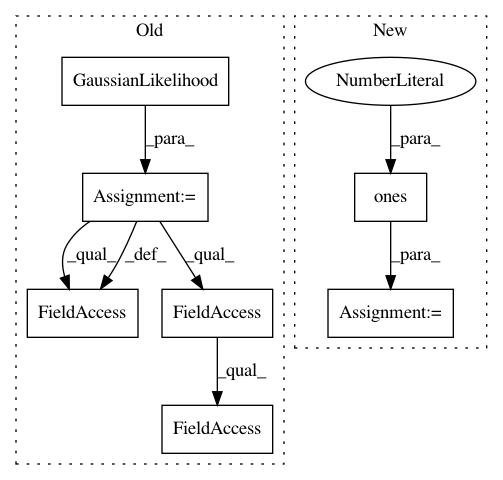 Old
New
GaussianLikelihood
NumberLiteral
_para_
_para_
Assignment:=
ones
_qual_
_def_
_qual_
_para_
FieldAccess
FieldAccess
Assignment:=
_qual_
FieldAccess